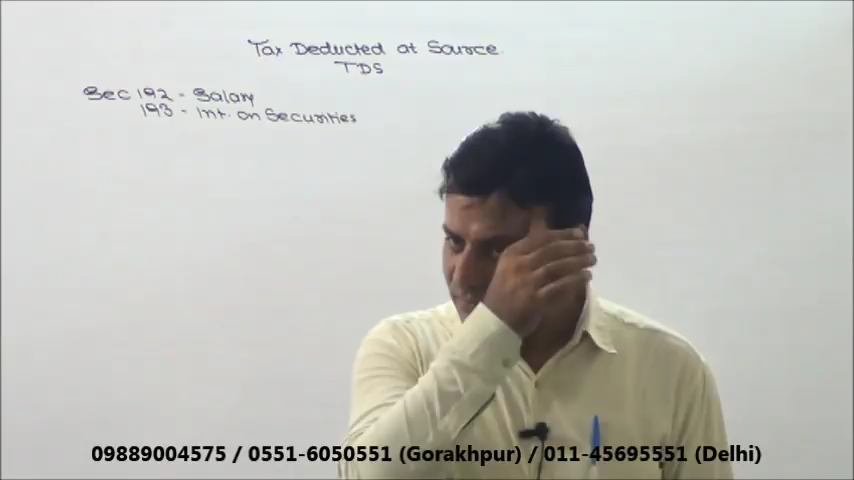 Tax Deducted at Source
TDS
Sec 192 - Salary
193 - Int. on Securities
09889004575 / 0551-6050551 (Gorakhpur) / 011-45695551 (Delhi)